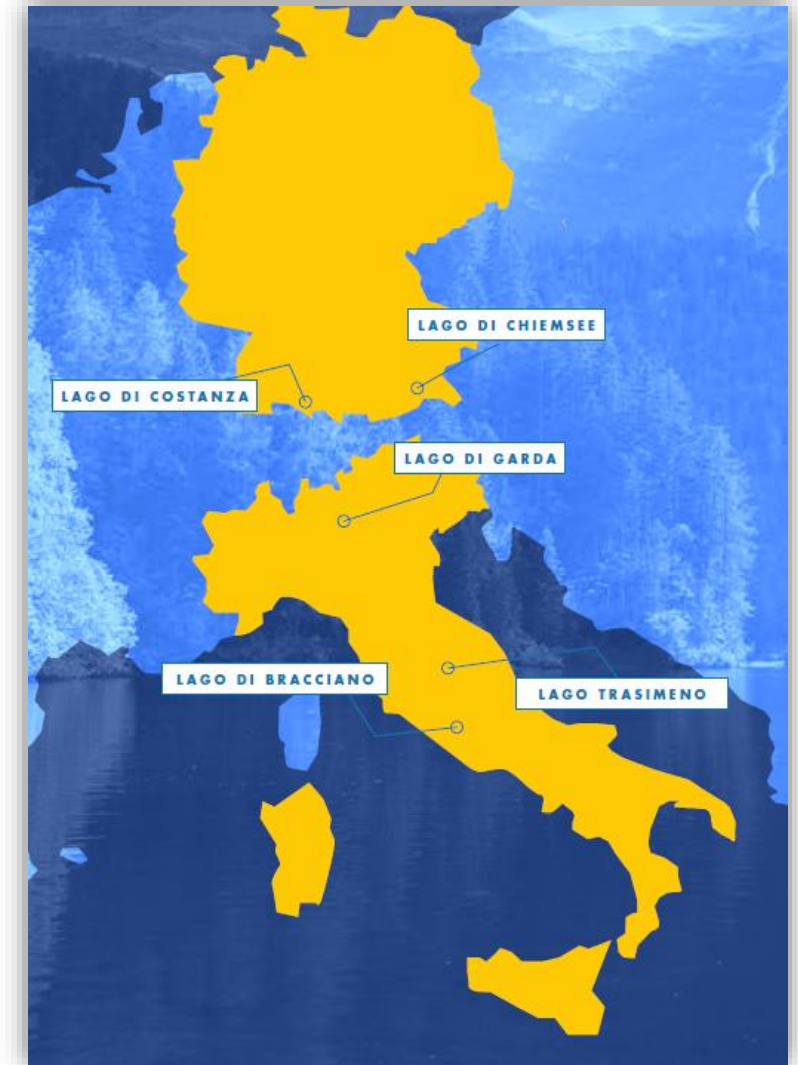 LAGO DI CHIEMSEE
LAGO DI COSTANZA
LAGO DI GARDA
LAGO DI BRACCIANO
LAGO TRASIMENO